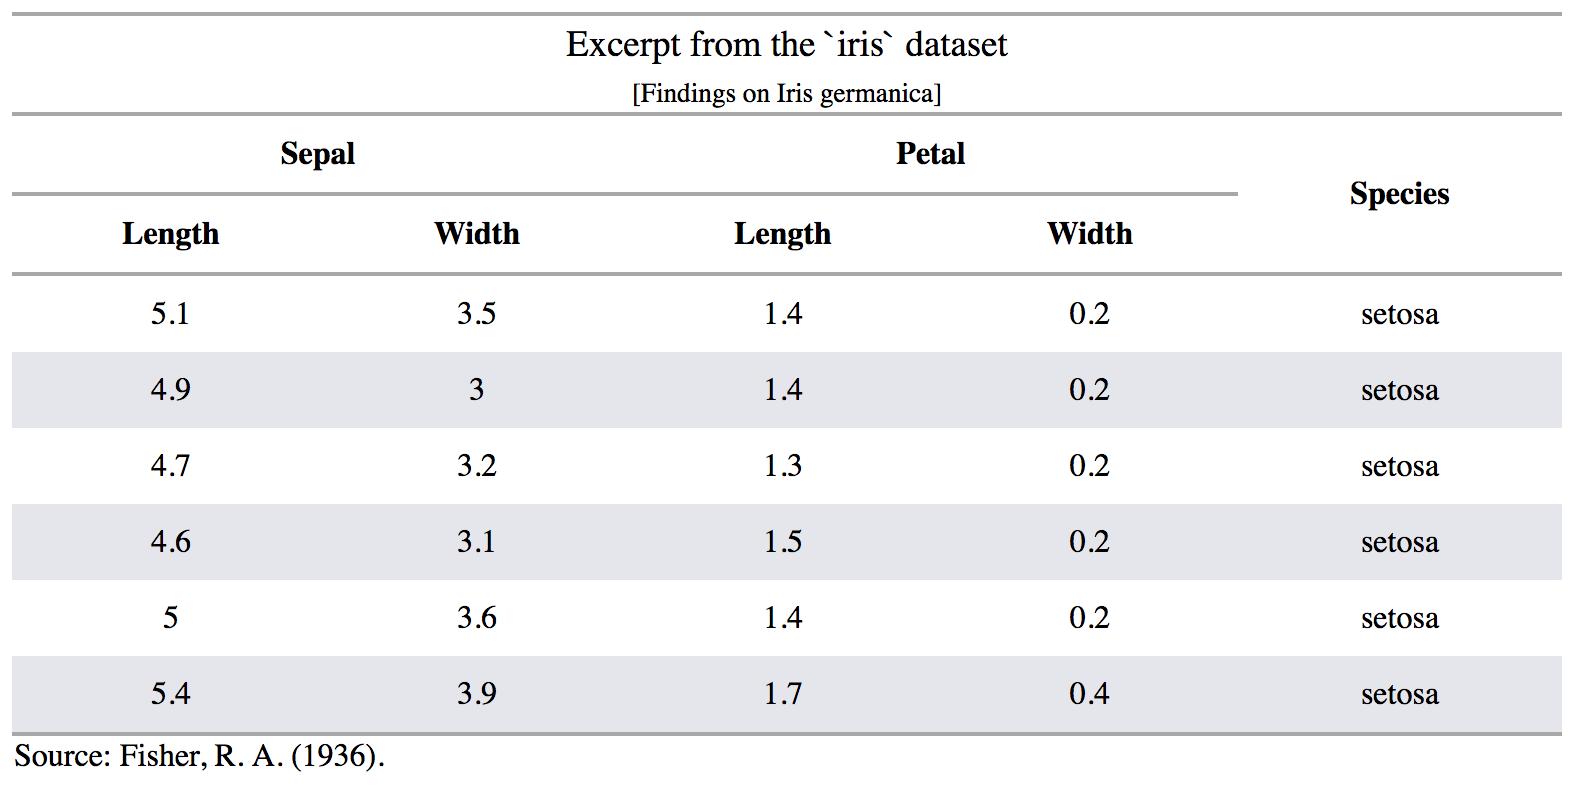 Excerpt from the `iris` dataset
[Findings on Iris germanica]
Sepal Petal
Species
Length Width Length Width
5.1 3.5 1.4 0.2 setosa
4.9 3 1.4 0.2 setosa
4.7 3.2 1.3 0.2 setosa
4.6 3.1 1.5 0.2 setosa
5 3.6 1.4 0.2 setosa
5.4 3.9 1.7 0.4 setosa
Source: Fisher, R. A. (1936).